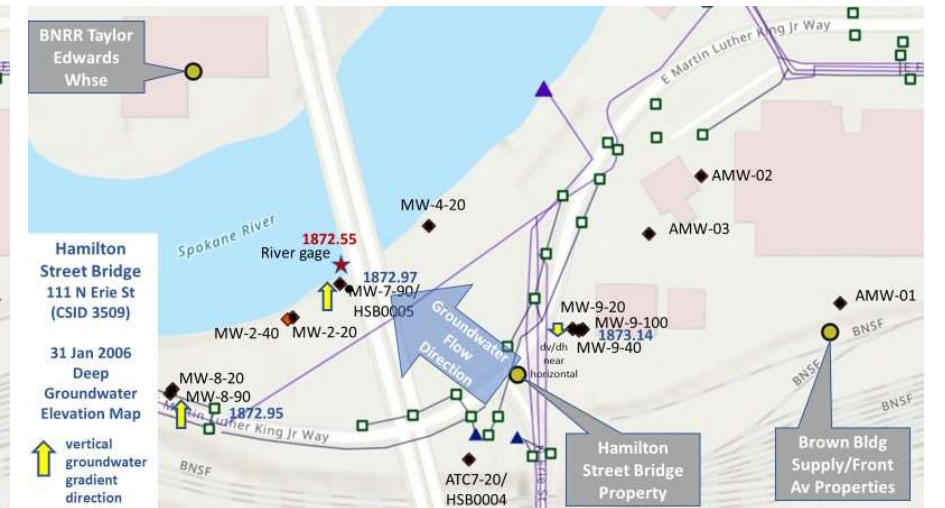 BNRR Taylor
Edwards
Whse
E Martin Luther King Jr Way
AMW-02
MW-4-20
AMW-03
Spokane River
1872.55
River gage
Hamilton
Street Bridge
111 N Erie St
(CSID 3509)
31 Jan 2006
Deep
Groundwater
Elevation Map
vertical
groundwater
gradient
direction
1872.97
MW-7-90/
HSB0005
MW-2-40
MW-2-20
Groundwater
Flow
Direction
MW-9-20
MW-9-100
1873.14
MW-9-40
dv/dh
near
horizontal
AMW-01
BNSF
BNSF
BNSF
MW-8-20
MW-8-90
1872.95
Martin Luther King Jr Way
BNSF
ATC7-20/
HSB0004
Hamilton
Street Bridge
Property
Brown Bldg
Supply/Front
Av Properties